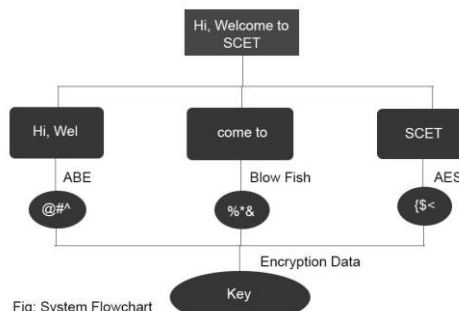 Hi, Welcome to
SCET
Hi, Wel
come to
SCET
ABE
Blow Fish
AES
@#^
%*&
{$<
Encryption Data
Key
Fig: System Flowchart